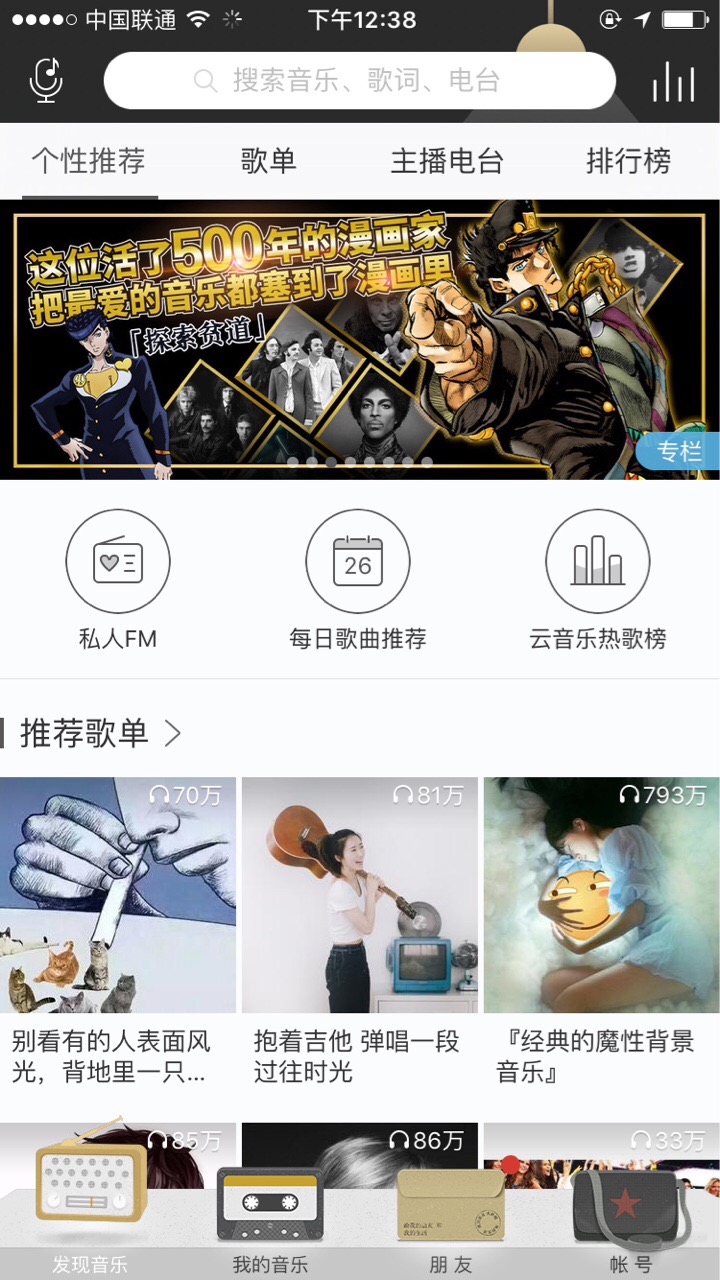 中国联通
下午12:38
搜索音乐、歌词、电台
个性推荐
歌单
主播电台
排行榜
这位活了500年的漫画家
把最爱的音乐都塞到了漫画里
「探索贫道」
专栏
26
私人FM
每日歌曲推荐
云音乐热歌榜
推荐歌单
70万
81万
793万
别看有的人表面风
光，背地里一只...
抱着吉他 弹唱一段
过往时光
『经典的魔性背景
音乐』
85万
86万
33万
发现音乐
我的音乐
朋友
帐号